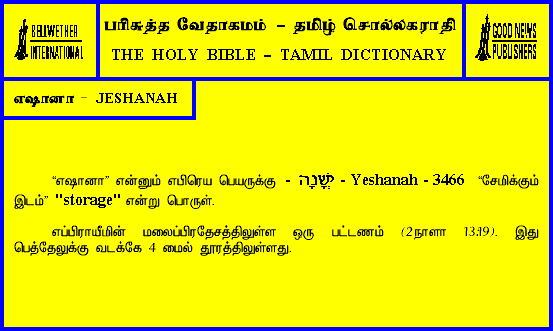 BELLWETHER
INTERNATIONAL
பரிசுத்த வேதாகமம் – தமிழ் சொல்லகராதி
THE HOLY BIBLE – TAMIL DICTIONARY
GOOD NEWS
PUBLISHERS
எஷானா - JESHANAH
“எஷானா” என்னும் எபிரெய பெயருக்கு - יְשָׁנָה - Yeshanah - 3466 “சேமிக்கும்
இடம்” "storage" என்று பொருள்.
எப்பிராயீமின் மலைப்பிரதேசத்திலுள்ள ஒரு பட்டணம் (2நாளா 13:19). இது
பெத்தேலுக்கு வடக்கே 4 மைல் தூரத்திலுள்ளது.